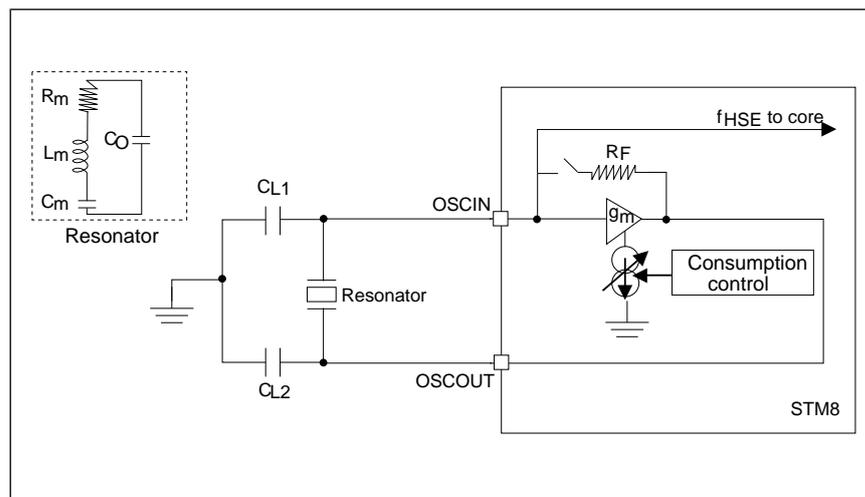 Rm
Lm
CO
Cm
Resonator
fHSE to core
RF
CL1
OSCIN
gm
Resonator
Consumption
control
CL2
OSCOUT
STM8